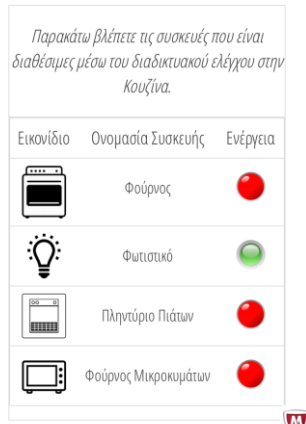 Παρακάτω βλέπετε τις συσκευές που είναι
διαθέσιμες μέσω του διαδικτυακού ελέγχου στην
Κουζίνα.
Εικονίδιο Ονομασία Συσκευής Ενέργεια
Φούρνος
Φωτιστικό
Πληντύριο Πιάτων
Φούρνος Μικροκυμάτων